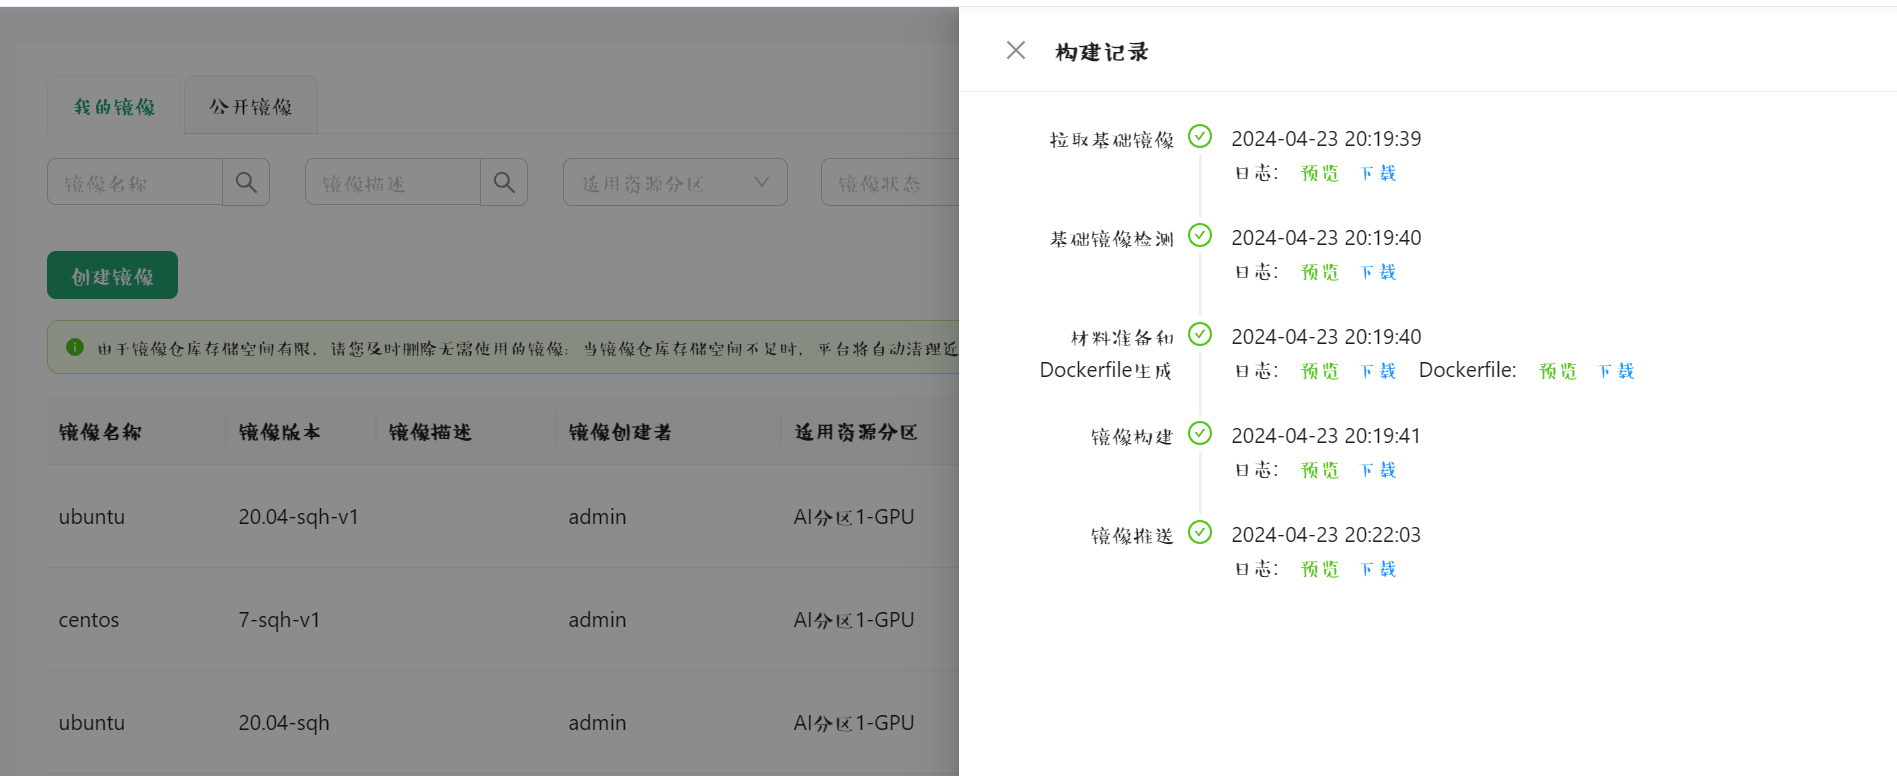 我的镜像 公开镜像
镜像名称 镜像描述 适用资源分区 镜像状态
创建镜像
由于镜像仓库存储空间有限，请您及时删除无需使用的镜像；当镜像仓库存储空间不足时，平台将自动清理近
镜像名称 镜像版本 镜像描述 镜像创建者 适用资源分区
ubuntu 20.04-sqh-v1 admin AI分区1-GPU
centos 7-sqh-v1 admin AI分区1-GPU
ubuntu 20.04-sqh admin AI分区1-GPU
构建记录
拉取基础镜像 2024-04-23 20:19:39
日志： 预览 下载
基础镜像检测 2024-04-23 20:19:40
日志： 预览 下载
材料准备和 2024-04-23 20:19:40
Dockerfile生成 日志： 预览 下载 Dockerfile: 预览 下载
镜像构建 2024-04-23 20:19:41
日志： 预览 下载
镜像推送 2024-04-23 20:22:03
日志： 预览 下载